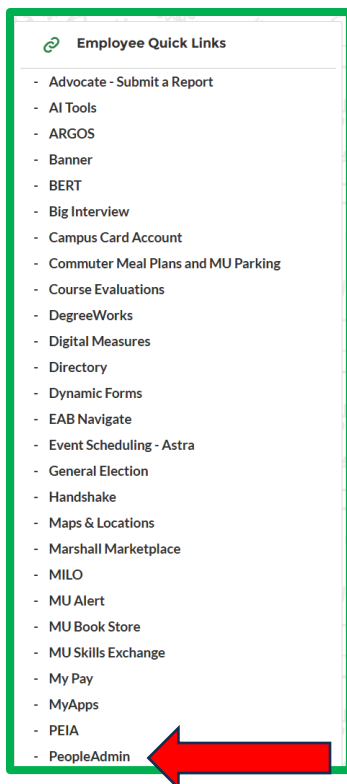 Employee Quick Links
- Advocate - Submit a Report
- AI Tools
- ARGOS
- Banner
- BERT
- Big Interview
- Campus Card Account
- Commuter Meal Plans and MU Parking
- Course Evaluations
- DegreeWorks
- Digital Measures
- Directory
- Dynamic Forms
- EAB Navigate
- Event Scheduling - Astra
- General Election
- Handshake
- Maps & Locations
- Marshall Marketplace
- MILO
- MU Alert
- MU Book Store
- MU Skills Exchange
- My Pay
- MyApps
- PEIA
- PeopleAdmin